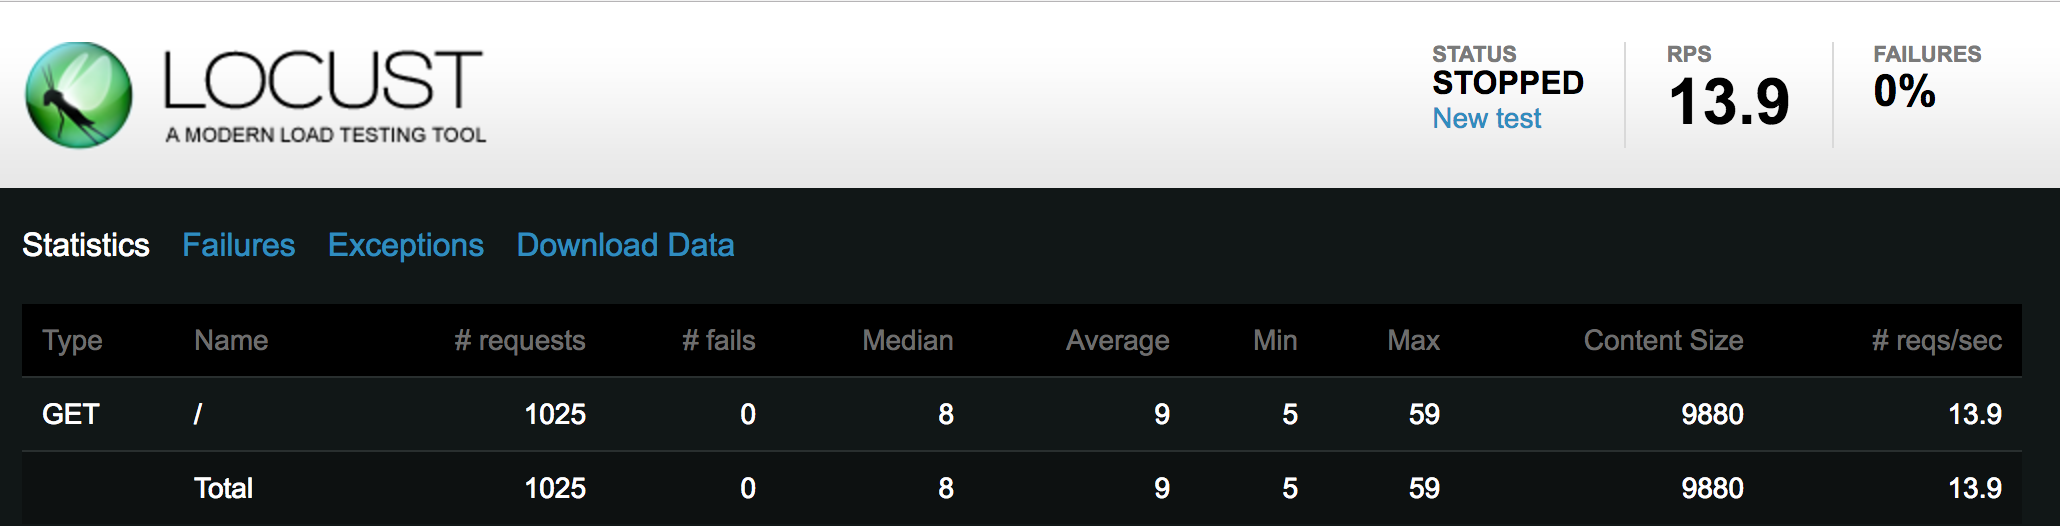 LOCUST
A MODERN LOAD TESTING TOOL
STATUS
STOPPED
New test
RPS
13.9
FAILURES
0%
Statistics Failures Exceptions Download Data
Type Name # requests # fails Median Average Min Max Content Size # reqs/sec
GET / 1025 0 8 9 5 59 9880 13.9
Total 1025 0 8 9 5 59 9880 13.9